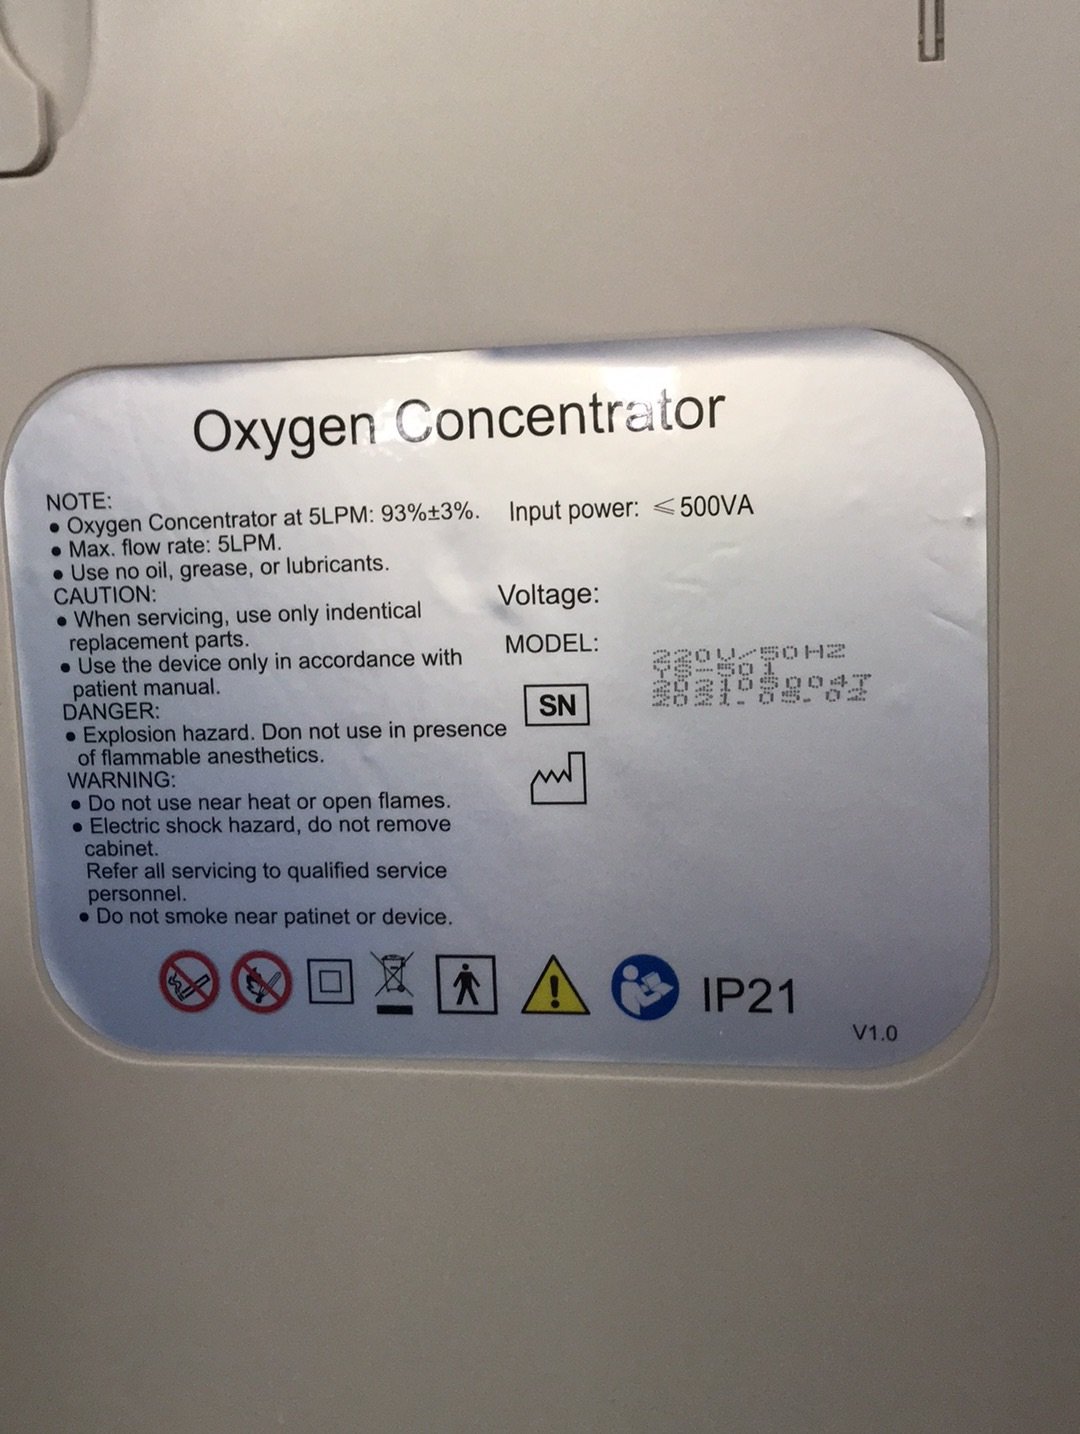 Oxygen Concentrator
NOTE:
● Oxygen Concentrator at 5LPM: 93%±3%.
● Max. flow rate: 5LPM.
● Use no oil, grease, or lubricants.
CAUTION:
● When servicing, use only indentical
replacement parts.
● Use the device only in accordance with
patient manual.
DANGER:
● Explosion hazard. Don not use in presence
of flammable anesthetics.
WARNING:
● Do not use near heat or open flames.
● Electric shock hazard, do not remove
cabinet.
Refer all servicing to qualified service
personnel.
● Do not smoke near patinet or device.
Input power: ⩽500VA
Voltage:
MODEL:
SN
220V/50HZ
2021.05.02
IP21
V1.0